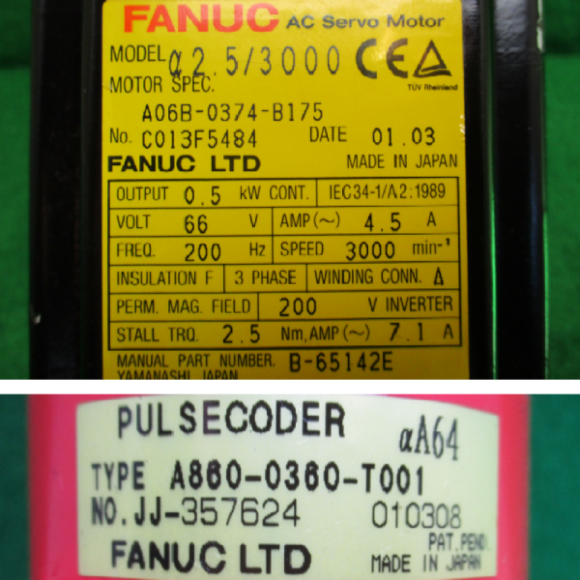 FANUC AC Servo Motor
MODEL α2.5/3000 CE
MOTOR SPEC.
TÜV Rheinland
A06B-0374-B175
No. C013F5484 DATE 01.03
FANUC LTD MADE IN JAPAN
OUTPUT 0.5 kW CONT. IEC34-1/A2:1989
VOLT 66 V AMP(~) 4.5 A
FREQ. 200 Hz SPEED 3000 min⁻¹
INSULATION F 3 PHASE WINDING CONN. Δ
PERM. MAG. FIELD 200 V INVERTER
STALL TRQ. 2.5 Nm, AMP(~) 7.1 A
MANUAL PART NUMBER. B-65142E
YAMANASHI JAPAN
PULSECODER αA64
TYPE A860-0360-T001
NO. JJ-357624 010308
PAT. PEND.
FANUC LTD MADE IN JAPAN